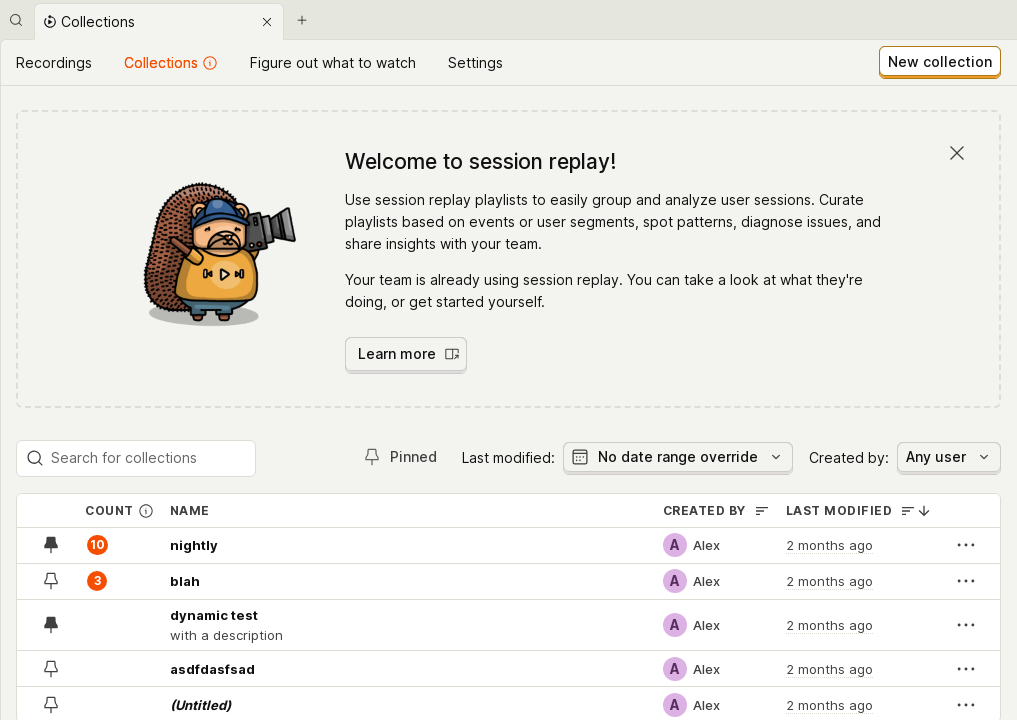 Collections
Recordings
Collections
Figure out what to watch
Settings
New collection
Welcome to session replay!
Use session replay playlists to easily group and analyze user sessions. Curate
playlists based on events or user segments, spot patterns, diagnose issues, and
share insights with your team.
Your team is already using session replay. You can take a look at what they're
doing, or get started yourself.
Learn more
Search for collections
Pinned
Last modified:
No date range override
Created by:
Any user
COUNT NAME CREATED BY LAST MODIFIED
10 nightly A Alex 2 months ago
3 blah A Alex 2 months ago
dynamic test
with a description
A Alex 2 months ago
asdfdasfsad A Alex 2 months ago
(Untitled) A Alex 2 months ago